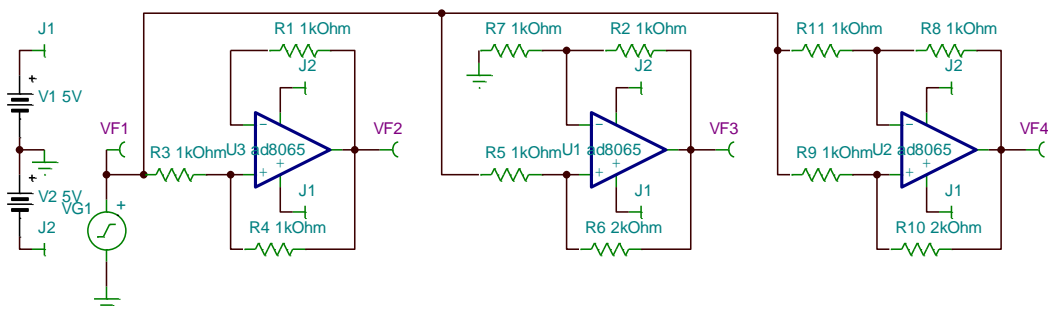 J1
V1 5V
V2 5V
J2
VG1
VF1
R1 1kOhm
J2
R3 1kOhm
U3 ad8065
VF2
J1
R4 1kOhm
R7 1kOhm
R2 1kOhm
J2
R5 1kOhm
U1 ad8065
VF3
J1
R6 2kOhm
R11 1kOhm
R8 1kOhm
J2
R9 1kOhm
U2 ad8065
VF4
J1
R10 2kOhm